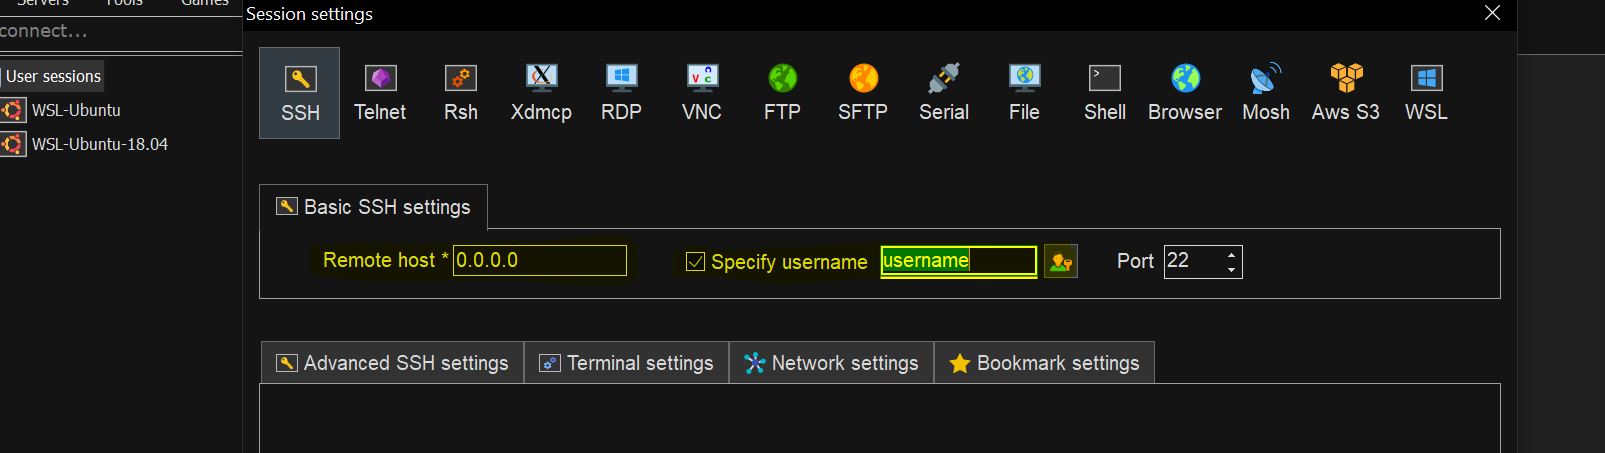 Servers Tools Games
Session settings
connect...
User sessions
WSL-Ubuntu
WSL-Ubuntu-18.04
SSH Telnet Rsh Xdmcp RDP VNC FTP SFTP Serial File Shell Browser Mosh Aws S3 WSL
Basic SSH settings
Remote host * 0.0.0.0 Specify username username Port 22
Advanced SSH settings Terminal settings Network settings Bookmark settings